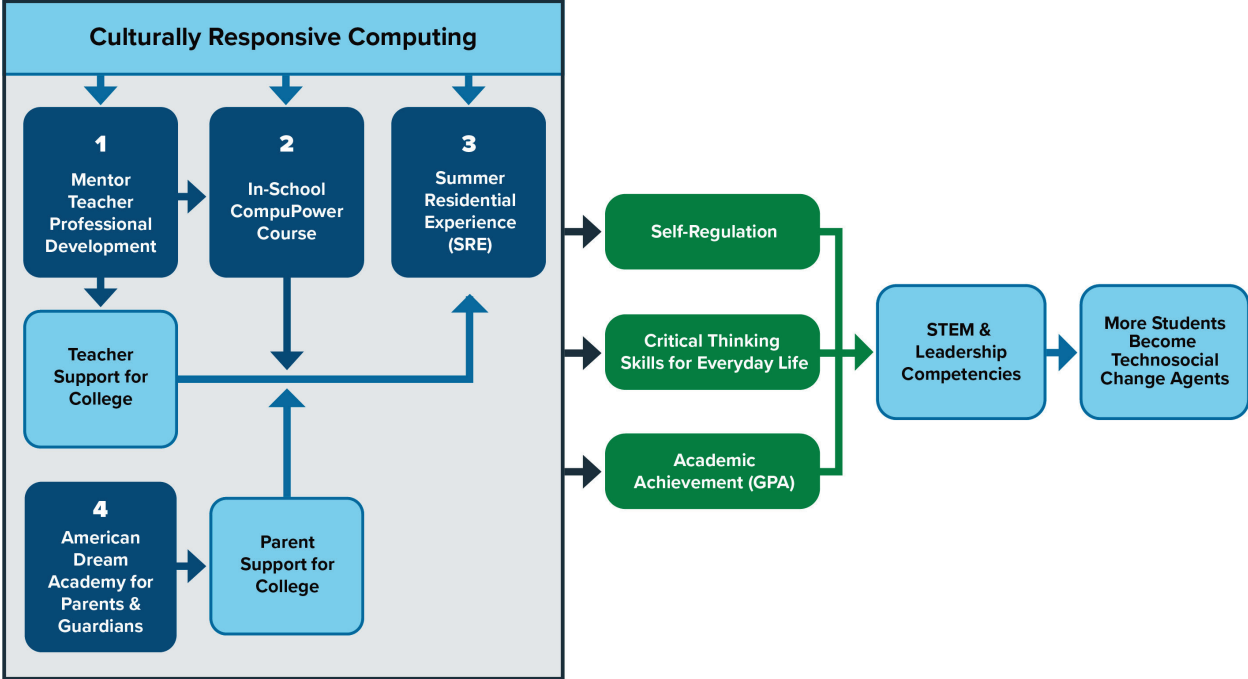 Culturally Responsive Computing
1
Mentor
Teacher
Professional
Development
2
In-School
CompuPower
Course
3
Summer
Residential
Experience
(SRE)
Teacher
Support for
College
4
American
Dream
Academy for
Parents &
Guardians
Parent
Support for
College
Self-Regulation
Critical Thinking
Skills for Everyday Life
Academic
Achievement (GPA)
STEM &
Leadership
Competencies
More Students
Become
Technosocial
Change Agents